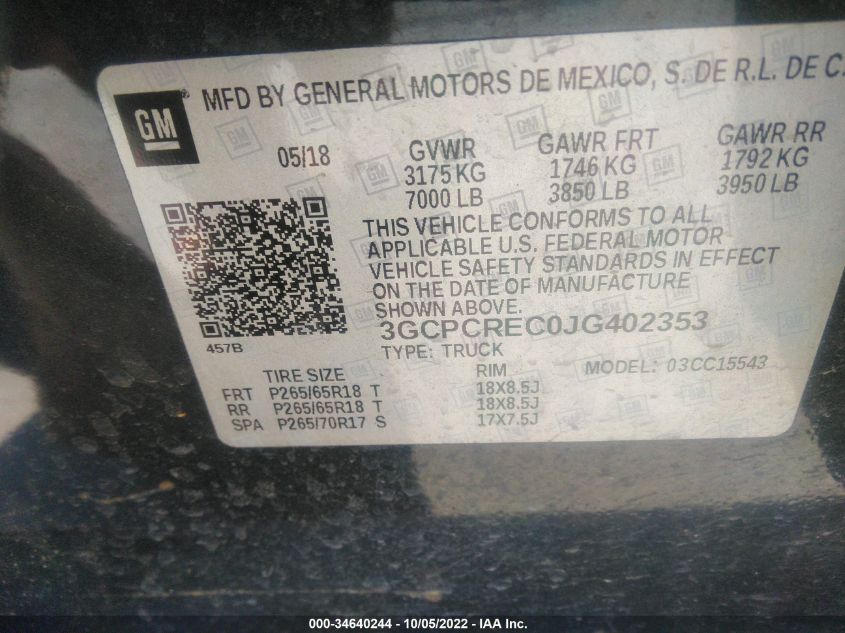 GM ® MFD BY GENERAL MOTORS DE MEXICO, S. DE R.L. DE C.
05/18 GVWR GAWR FRT GAWR RR
3175 KG 1746 KG 1792 KG
7000 LB 3850 LB 3950 LB
THIS VEHICLE CONFORMS TO ALL
APPLICABLE U.S. FEDERAL MOTOR
VEHICLE SAFETY STANDARDS IN EFFECT
ON THE DATE OF MANUFACTURE
SHOWN ABOVE.
3GCPCREC0JG402353
457B
TYPE: TRUCK MODEL: 03CC15543
TIRE SIZE RIM
FRT P265/65R18 T 18X8.5J
RR P265/65R18 T 18X8.5J
SPA P265/70R17 S 17X7.5J
000-34640244 - 10/05/2022 - IAA Inc.